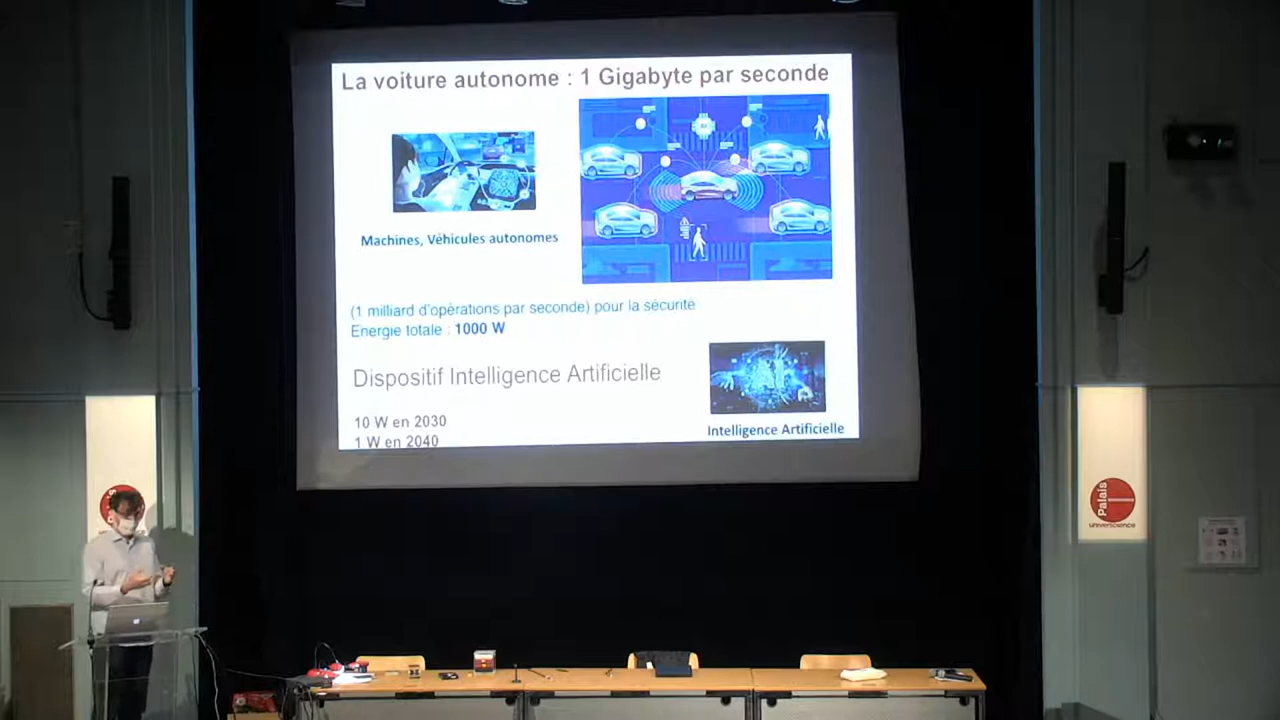 La voiture autonome : 1 Gigabyte par seconde
Machines, Véhicules autonomes
(1 milliard d'opérations par seconde) pour la sécurité
Energie totale : 1000 W
Dispositif Intelligence Artificielle
10 W en 2030
1 W en 2040
Intelligence Artificielle
Palais
universcience